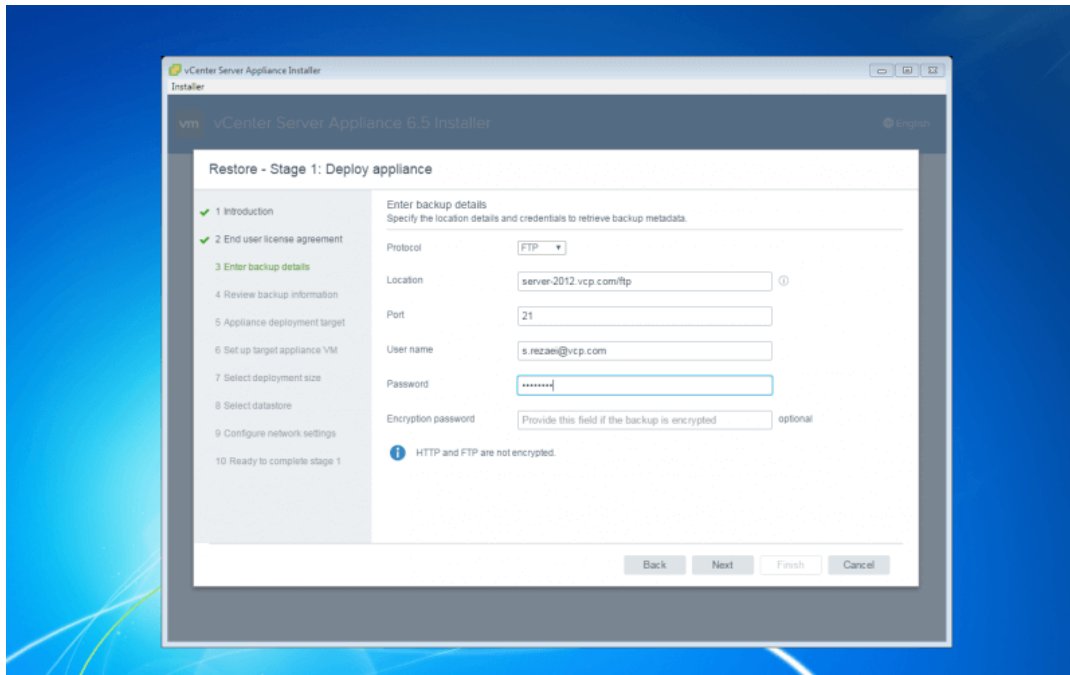 vCenter Server Appliance Installer
Installer
vm vCenter Server Appliance 6.5 Installer
English
Restore - Stage 1: Deploy appliance
1 Introduction
2 End user license agreement
3 Enter backup details
4 Review backup information
5 Appliance deployment target
6 Set up target appliance VM
7 Select deployment size
8 Select datastore
9 Configure network settings
10 Ready to complete stage 1
Enter backup details
Specify the location details and credentials to retrieve backup metadata.
Protocol FTP
Location server-2012.vcp.com/ftp
Port 21
User name s.rezaei@vcp.com
Password ••••••••
Encryption password Provide this field if the backup is encrypted optional
HTTP and FTP are not encrypted.
Back Next Finish Cancel